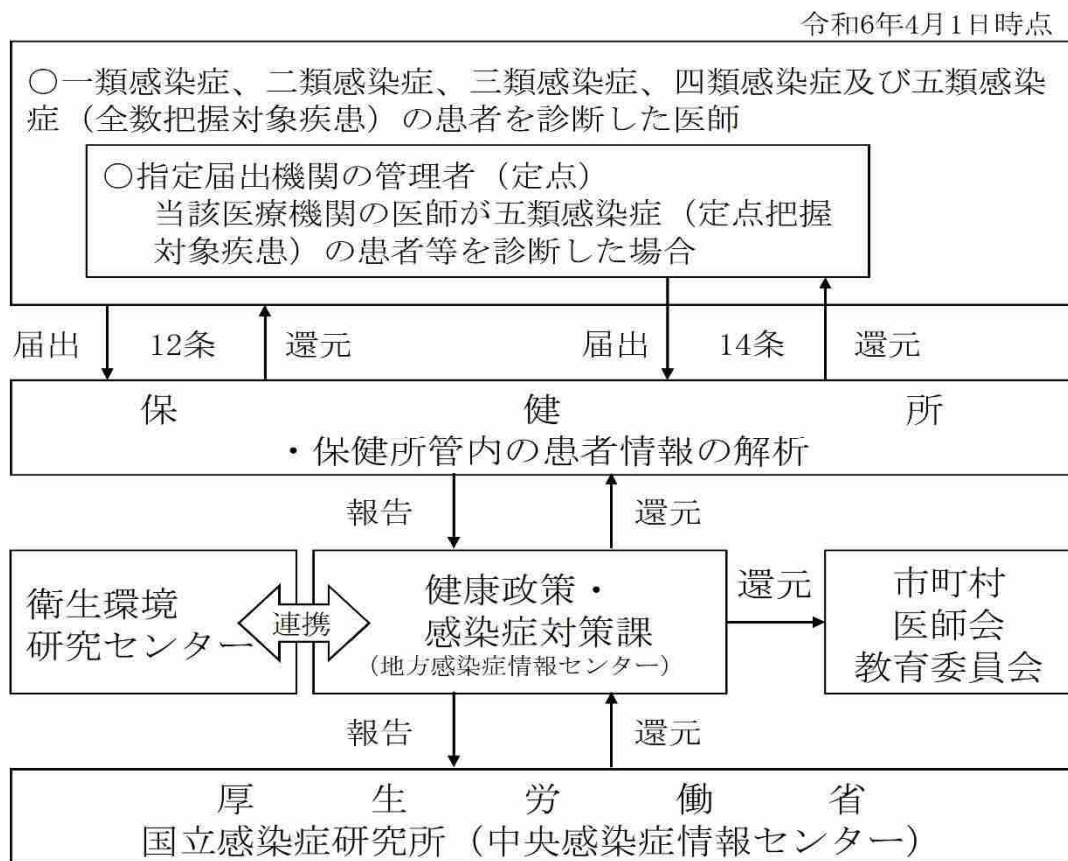 令和6年4月1日時点
○一類感染症、二類感染症、三類感染症、四類感染症及び五類感染
症（全数把握対象疾患）の患者を診断した医師
○指定届出機関の管理者（定点）
当該医療機関の医師が五類感染症（定点把握
対象疾患）の患者等を診断した場合
届出 12条 還元 届出 14条 還元
保健所
・保健所管内の患者情報の解析
報告 還元
衛生環境
研究センター
連携
健康政策・
感染症対策課
（地方感染症情報センター）
還元
市町村
医師会
教育委員会
報告 還元
厚生労働省
国立感染症研究所（中央感染症情報センター）